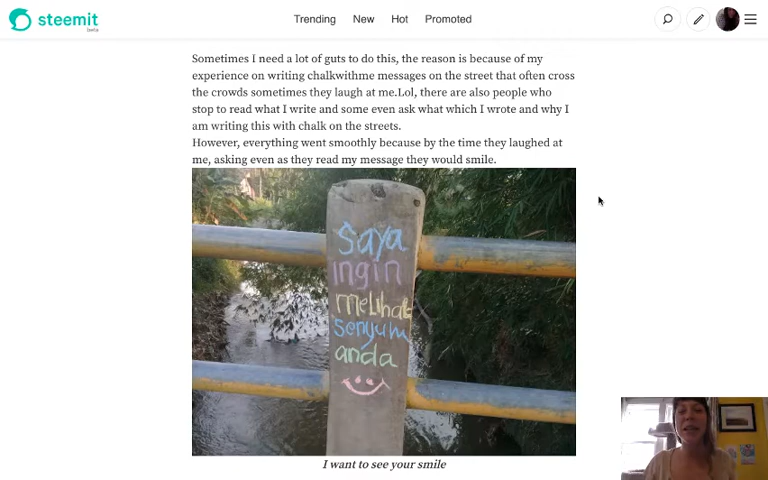 steemit
beta
Trending
New
Hot
Promoted
Sometimes I need a lot of guts to do this, the reason is because of my
experience on writing chalkwithme messages on the street that often cross
the crowds sometimes they laugh at me.Lol, there are also people who
stop to read what I write and some even ask what which I wrote and why I
am writing this with chalk on the streets.
However, everything went smoothly because by the time they laughed at
me, asking even as they read my message they would smile.
Saya
ingin
melihat
senyum
anda
I want to see your smile